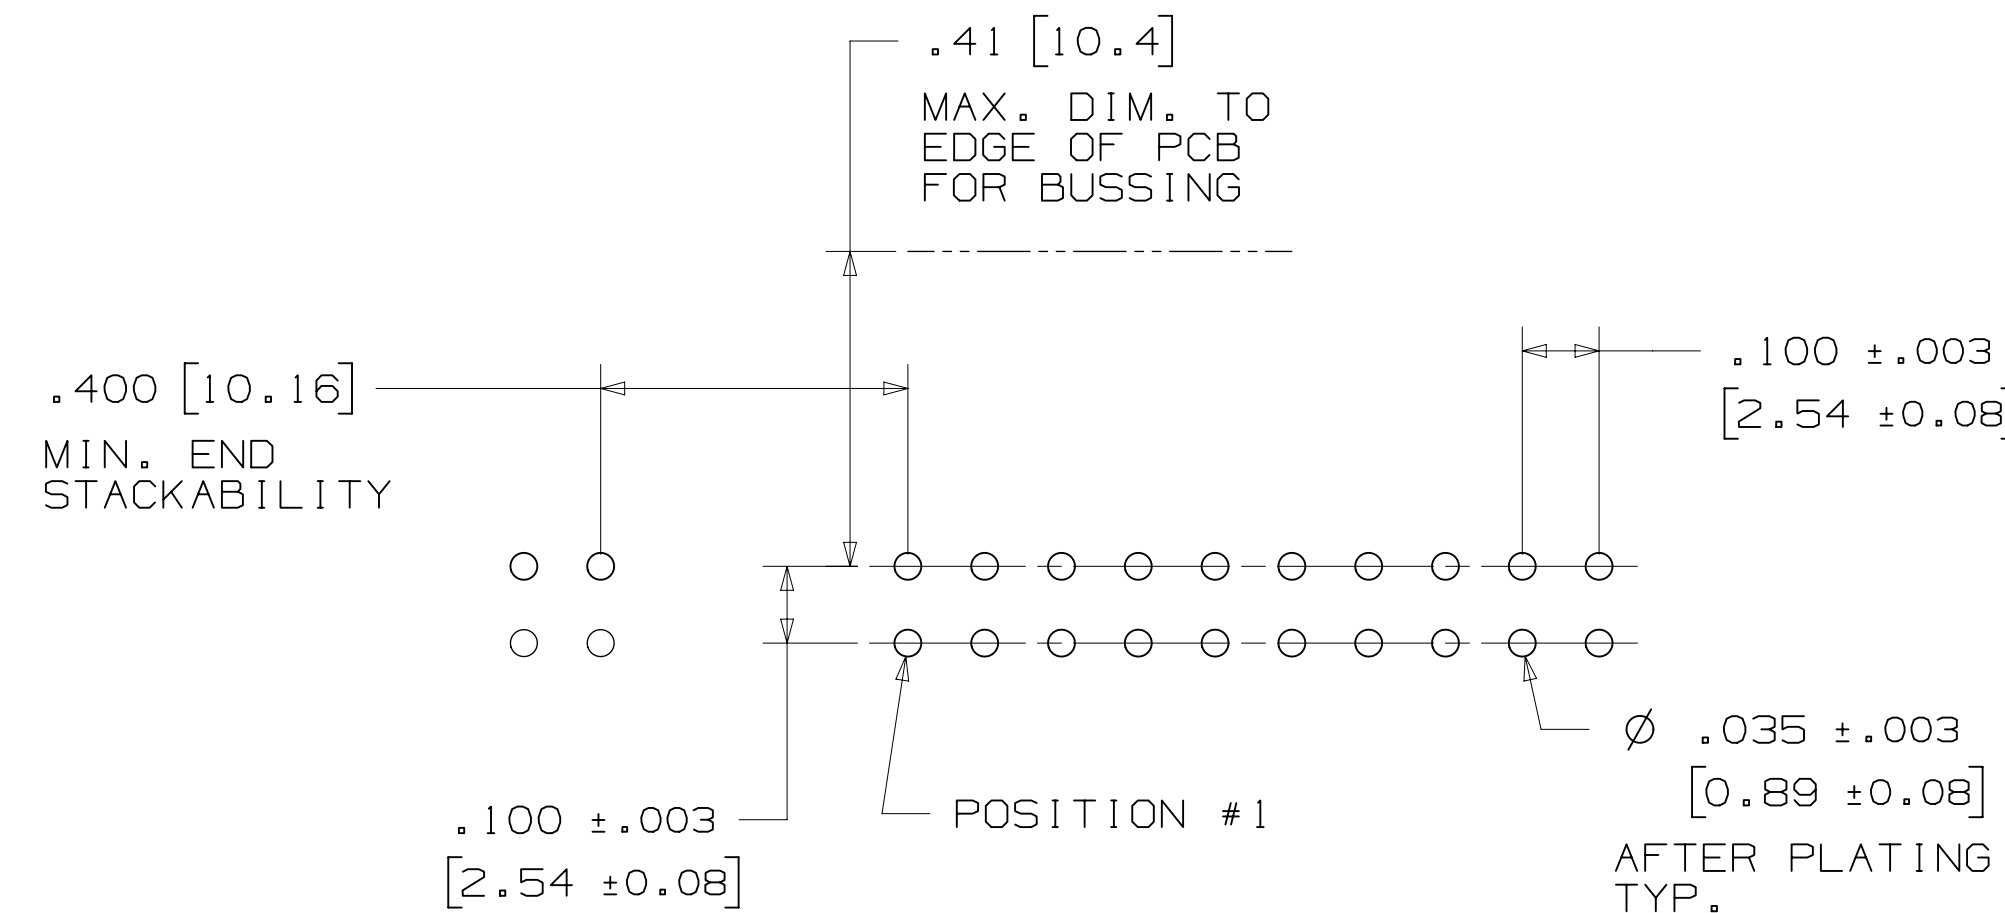 .41 [10.4]
MAX. DIM. TO
EDGE OF PCB
FOR BUSSING
.400 [10.16]
MIN. END
STACKABILITY
.100 ±.003
[2.54 ±0.08]
Ø .035 ±.003
[0.89 ±0.08]
AFTER PLATING
TYP.
POSITION #1
.100 ±.003
[2.54 ±0.08]